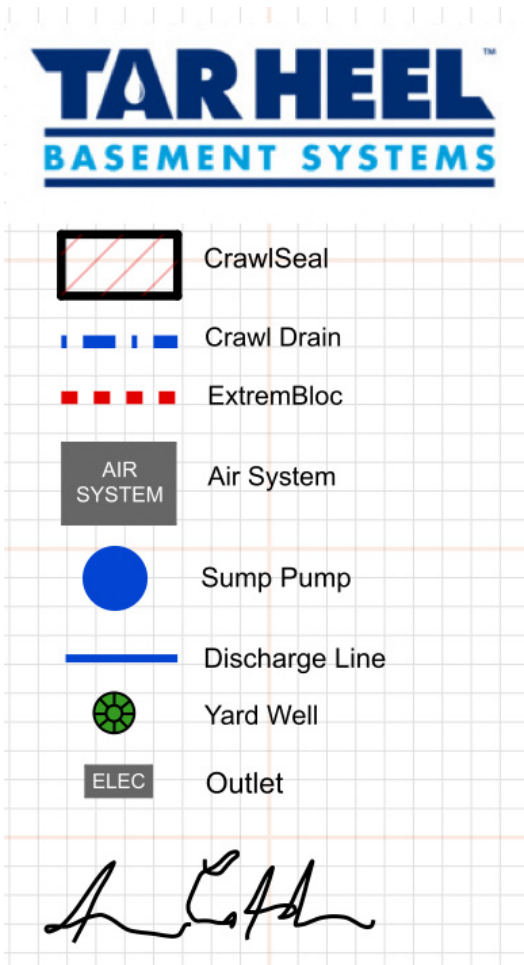 TAR HEEL™
BASEMENT SYSTEMS
CrawlSeal
Crawl Drain
ExtremBloc
AIR
SYSTEM
Air System
Sump Pump
Discharge Line
Yard Well
ELEC
Outlet